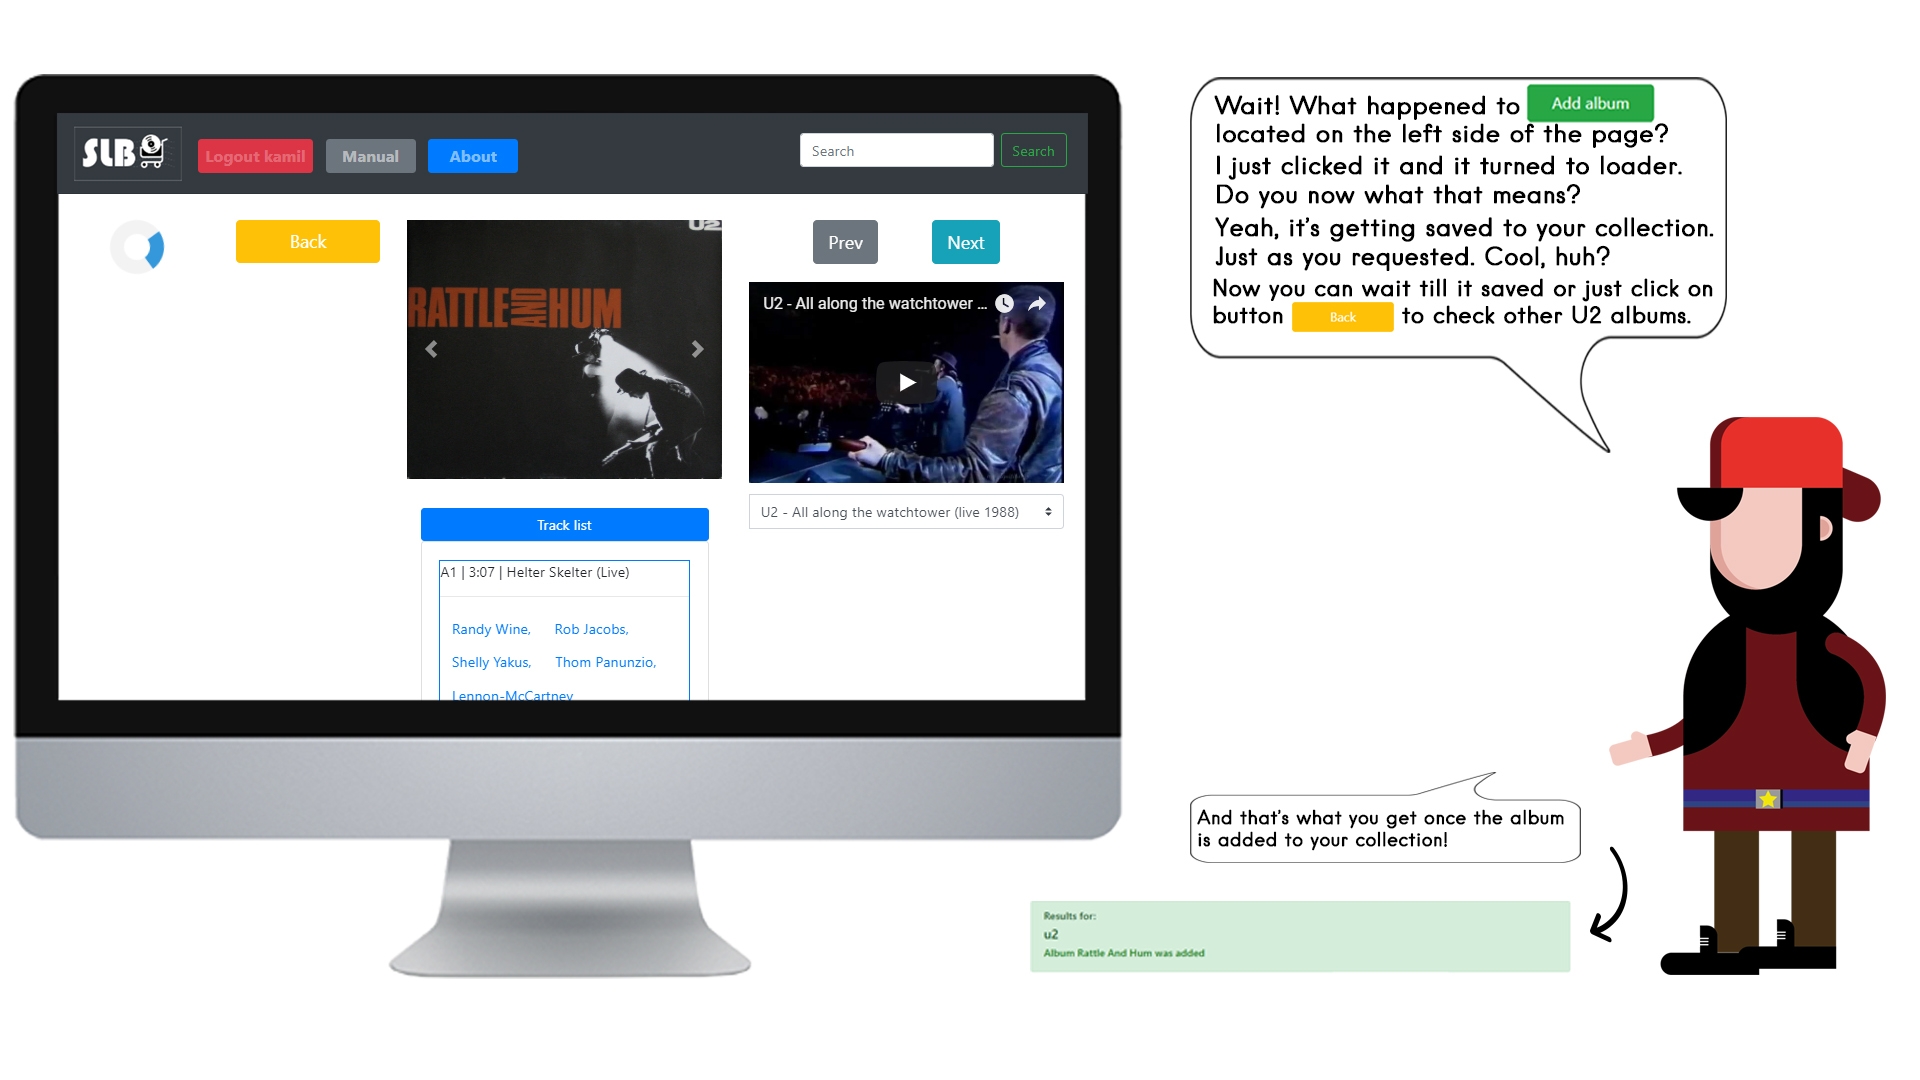 SLB
Logout kamil
Manual
About
Search
Search
Back
U2
RATTLE AND HUM
Prev
Next
U2 - All along the watchtower ...
U2 - All along the watchtower (live 1988)
Track list
A1 | 3:07 | Helter Skelter (Live)
Randy Wine, Rob Jacobs,
Shelly Yakus, Thom Panunzio,
Lennon-McCartney
Wait! What happened to Add album
located on the left side of the page?
I just clicked it and it turned to loader.
Do you now what that means?
Yeah, it's getting saved to your collection.
Just as you requested. Cool, huh?
Now you can wait till it saved or just click on
button Back to check other U2 albums.
And that's what you get once the album
is added to your collection!
Results for:
u2
Album Rattle And Hum was added